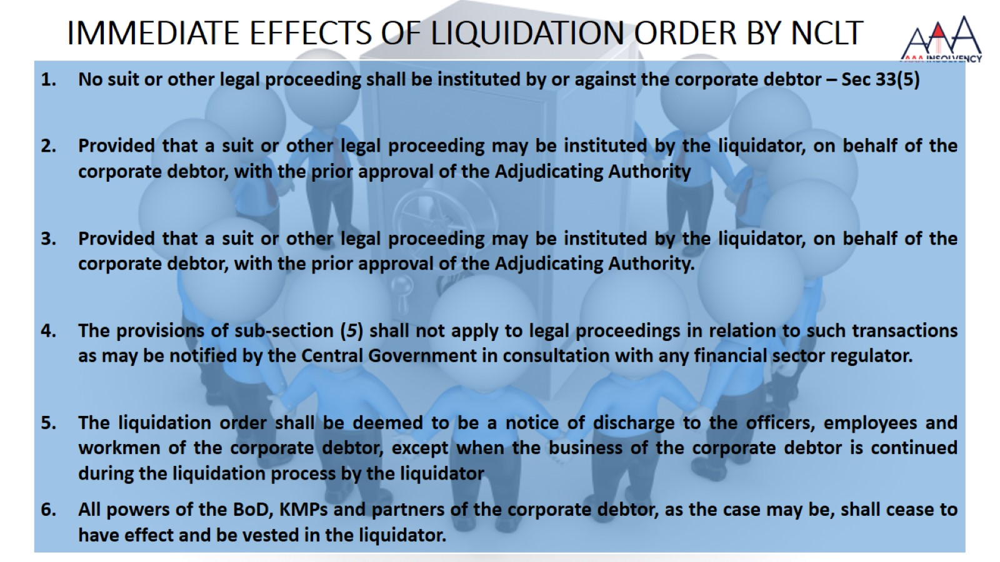 IMMEDIATE EFFECTS OF LIQUIDATION ORDER BY NCLT
AAA
AAA INSOLVENCY
1. No suit or other legal proceeding shall be instituted by or against the corporate debtor – Sec 33(5)
2. Provided that a suit or other legal proceeding may be instituted by the liquidator, on behalf of the
corporate debtor, with the prior approval of the Adjudicating Authority
3. Provided that a suit or other legal proceeding may be instituted by the liquidator, on behalf of the
corporate debtor, with the prior approval of the Adjudicating Authority.
4. The provisions of sub-section (5) shall not apply to legal proceedings in relation to such transactions
as may be notified by the Central Government in consultation with any financial sector regulator.
5. The liquidation order shall be deemed to be a notice of discharge to the officers, employees and
workmen of the corporate debtor, except when the business of the corporate debtor is continued
during the liquidation process by the liquidator
6. All powers of the BoD, KMPs and partners of the corporate debtor, as the case may be, shall cease to
have effect and be vested in the liquidator.